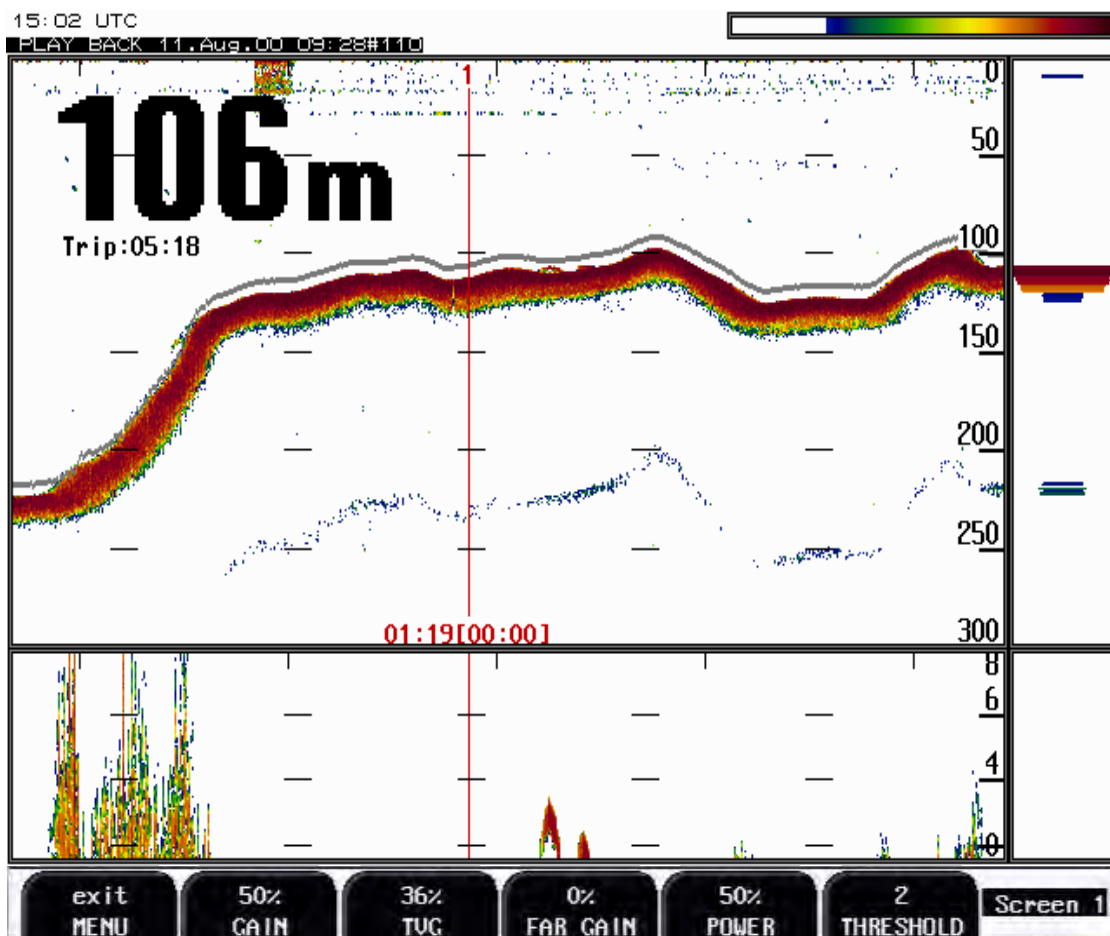 15:02 UTC
PLAY BACK 11.Aug.00 09:28#110
1
0
106 m
50
Trip:05:18
100
150
200
250
01:19[00:00]
300
8
6
4
0
exit
MENU
50%
GAIN
36%
TVG
0%
FAR GAIN
50%
POWER
2
THRESHOLD
Screen 1